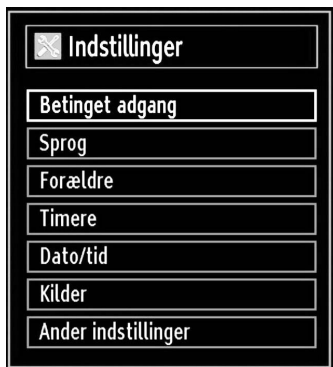 Indstillinger
Betinget adgang
Sprog
Forældre
Timere
Dato/tid
Kilder
Ander indstillinger